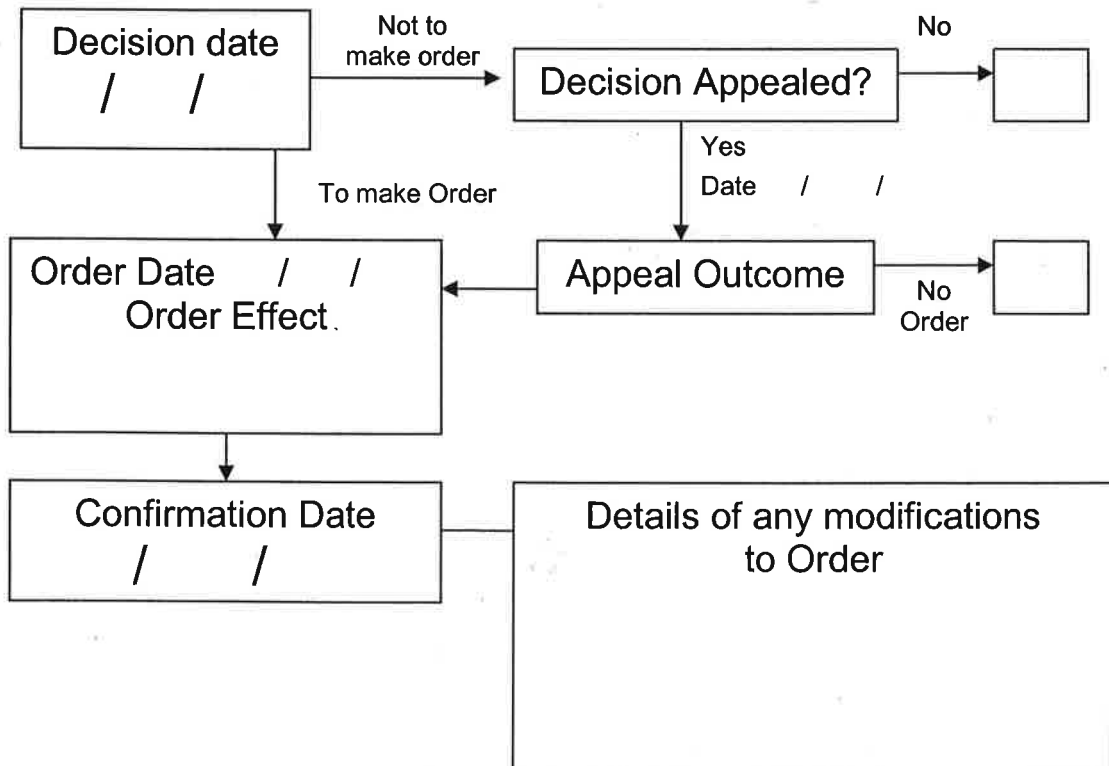 Decision date
/ /
Not to
make order
Decision Appealed?
No
Yes
Date / /
To make Order
Order Date / /
Order Effect.
Appeal Outcome
No
Order
Confirmation Date
/ /
Details of any modifications
to Order